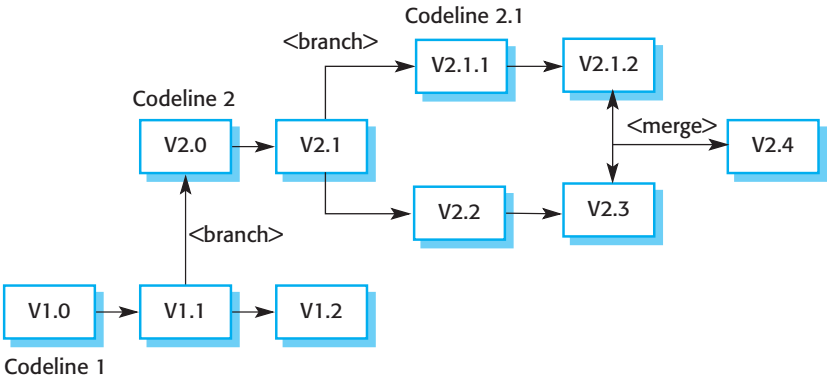 Codeline 2.1
<branch>
V2.1.1
V2.1.2
Codeline 2
<merge>
V2.0
V2.1
V2.4
V2.2
V2.3
<branch>
V1.0
V1.1
V1.2
Codeline 1